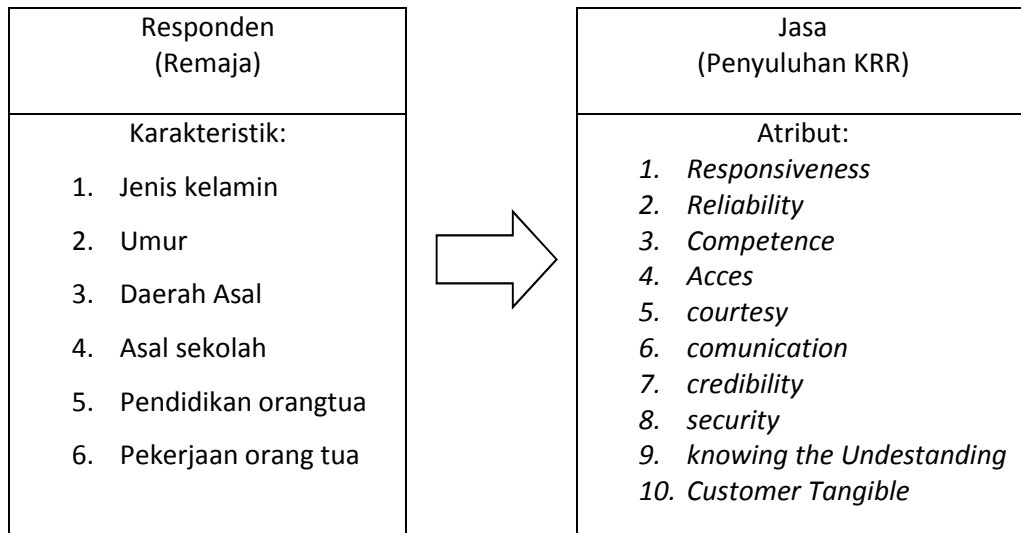 Responden
(Remaja)
Karakteristik:
1. Jenis kelamin
2. Umur
3. Daerah Asal
4. Asal sekolah
5. Pendidikan orangtua
6. Pekerjaan orang tua
Jasa
(Penyuluhan KRR)
Atribut:
1. Responsiveness
2. Reliability
3. Competence
4. Acces
5. courtesy
6. comunication
7. credibility
8. security
9. knowing the Undestanding
10. Customer Tangible